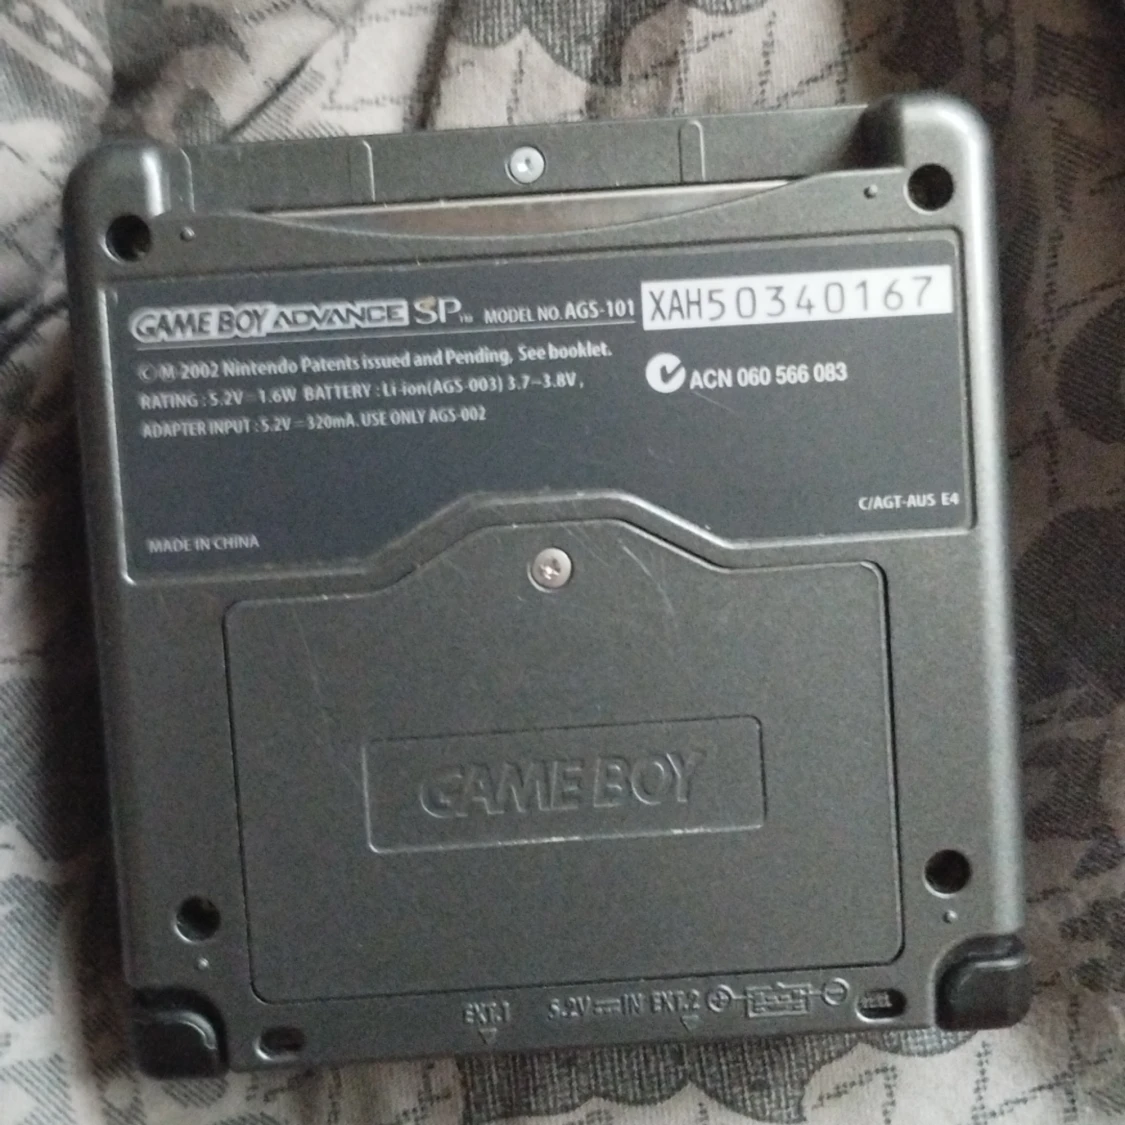 GAME BOY ADVANCE SP™ MODEL NO. AGS-101 XAH50340167
© M 2002 Nintendo Patents issued and Pending. See booklet.
RATING : 5.2V⎓1.6W BATTERY : Li-ion(AGS-003) 3.7-3.8V,
ACN 060 566 083
ADAPTER INPUT : 5.2V⎓320mA. USE ONLY AGS-002
C/AGT-AUS E4
MADE IN CHINA
GAME BOY
EXT.1 5.2V⎓IN EXT.2